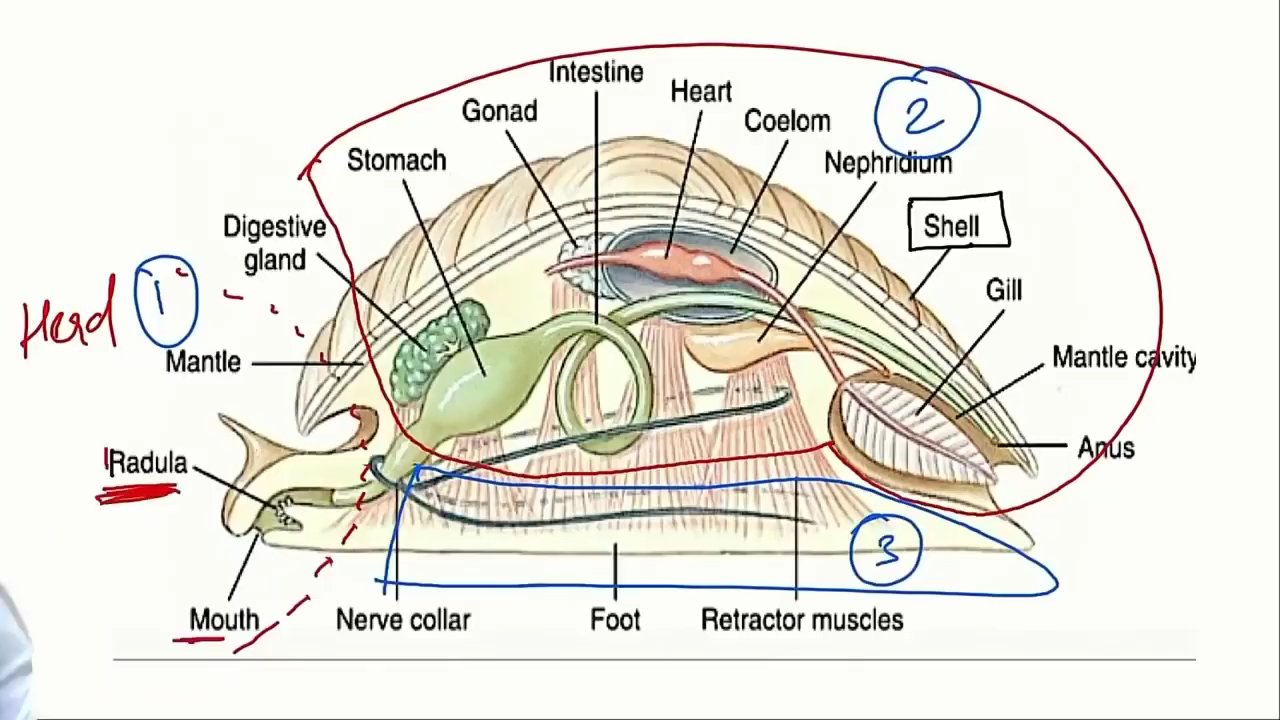 Intestine
Heart
2
Gonad
Coelom
Stomach
Nephridium
Shell
Digestive
gland
Gill
Head
1
Mantle
Mantle cavity
Anus
Radula
3
Mouth
Nerve collar
Foot
Retractor muscles